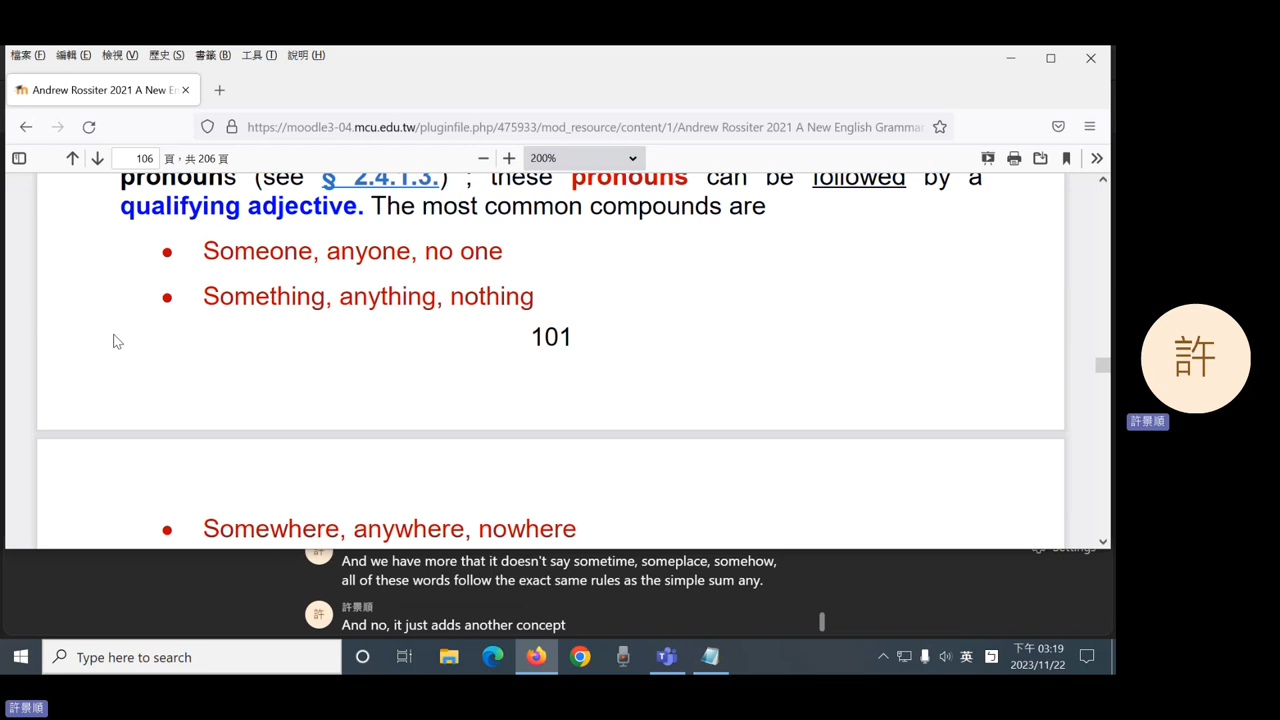 檔案(F) 編輯(E) 檢視(V) 歷史(S) 書籤(B) 工具(T) 說明(H)
Andrew Rossiter 2021 A New En
https://moodle3-04.mcu.edu.tw/pluginfile.php/475933/mod_resource/content/1/Andrew Rossiter 2021 A New English Grammar
106 頁，共 206 頁 200%
pronouns (see § 2.4.1.3.) ; these pronouns can be followed by a
qualifying adjective. The most common compounds are
• Someone, anyone, no one
• Something, anything, nothing
101
• Somewhere, anywhere, nowhere
許
許景順
Settings
And we have more that it doesn't say sometime, someplace, somehow,
all of these words follow the exact same rules as the simple sum any.
許
許景順
And no, it just adds another concept
Type here to search
英
下午 03:19
2023/11/22
許景順